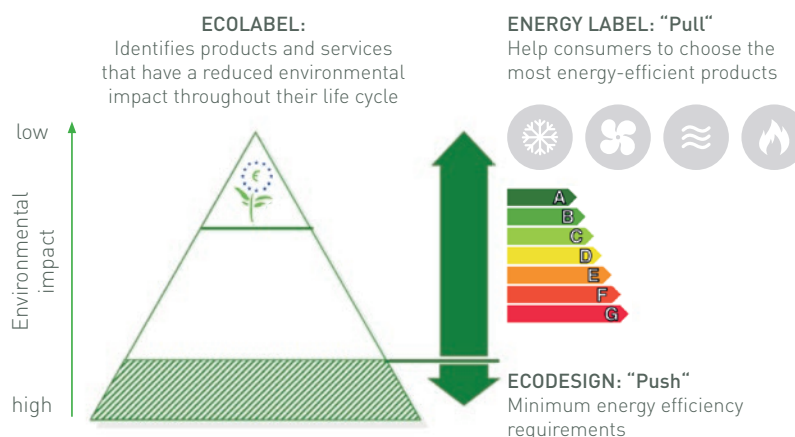 ECOLABEL:
Identifies products and services
that have a reduced environmental
impact throughout their life cycle
ENERGY LABEL: “Pull”
Help consumers to choose the
most energy-efficient products
low
Environmental
impact
high
€
A
B
C
D
E
F
G
ECODESIGN: “Push“
Minimum energy efficiency
requirements